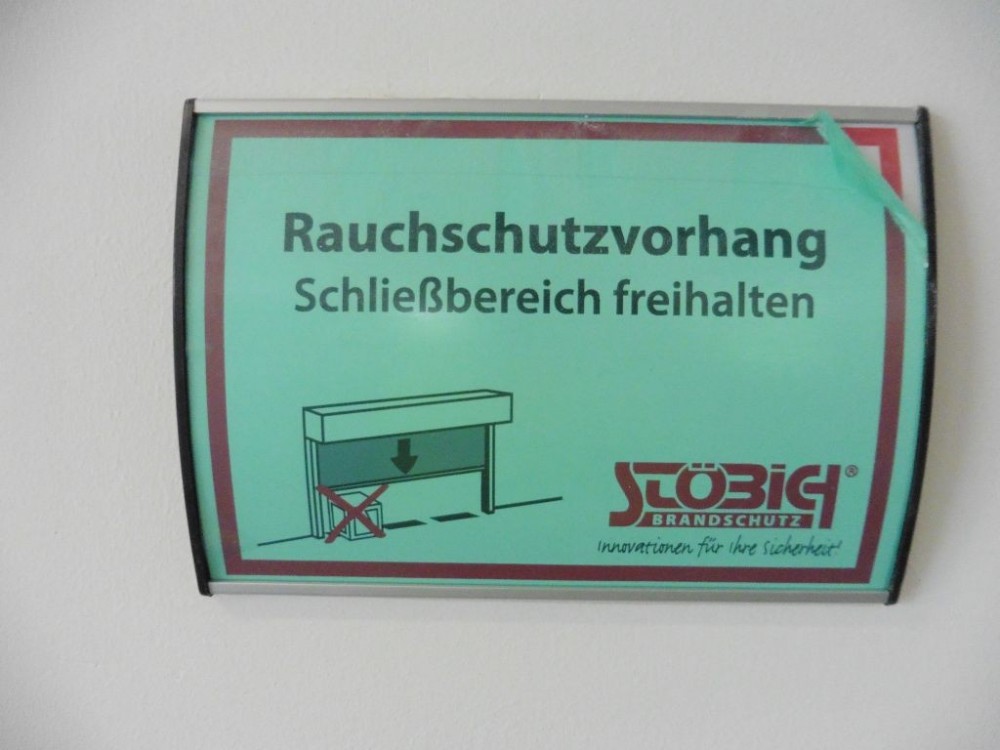 Rauchschutzvorhang
Schließbereich freihalten
STÖBICH®
BRANDSCHUTZ
Innovationen für Ihre Sicherheit!